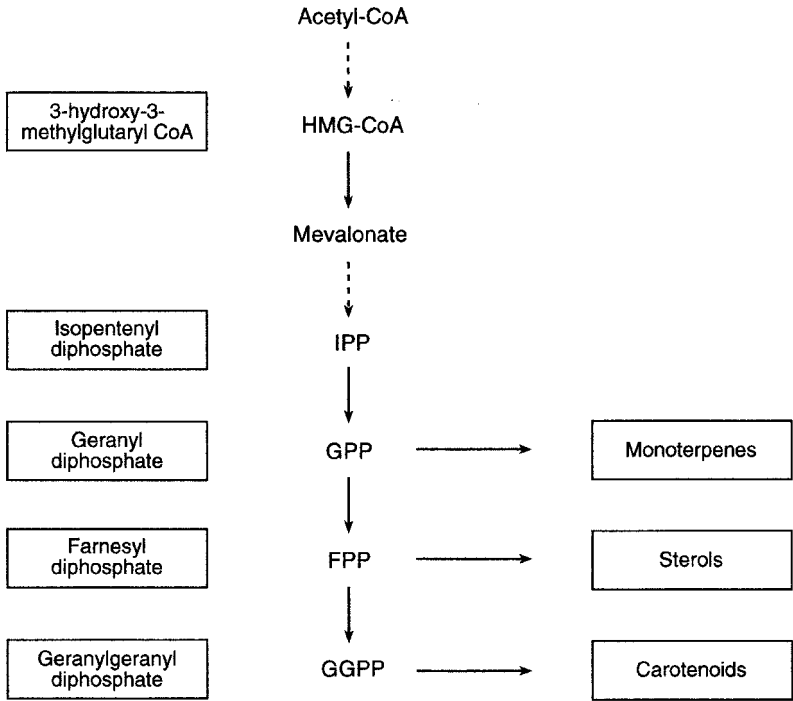 Acetyl-CoA
3-hydroxy-3-
methylglutaryl CoA
HMG-CoA
Mevalonate
Isopentenyl
diphosphate
IPP
Geranyl
diphosphate
GPP
Monoterpenes
Farnesyl
diphosphate
FPP
Sterols
Geranylgeranyl
diphosphate
GGPP
Carotenoids